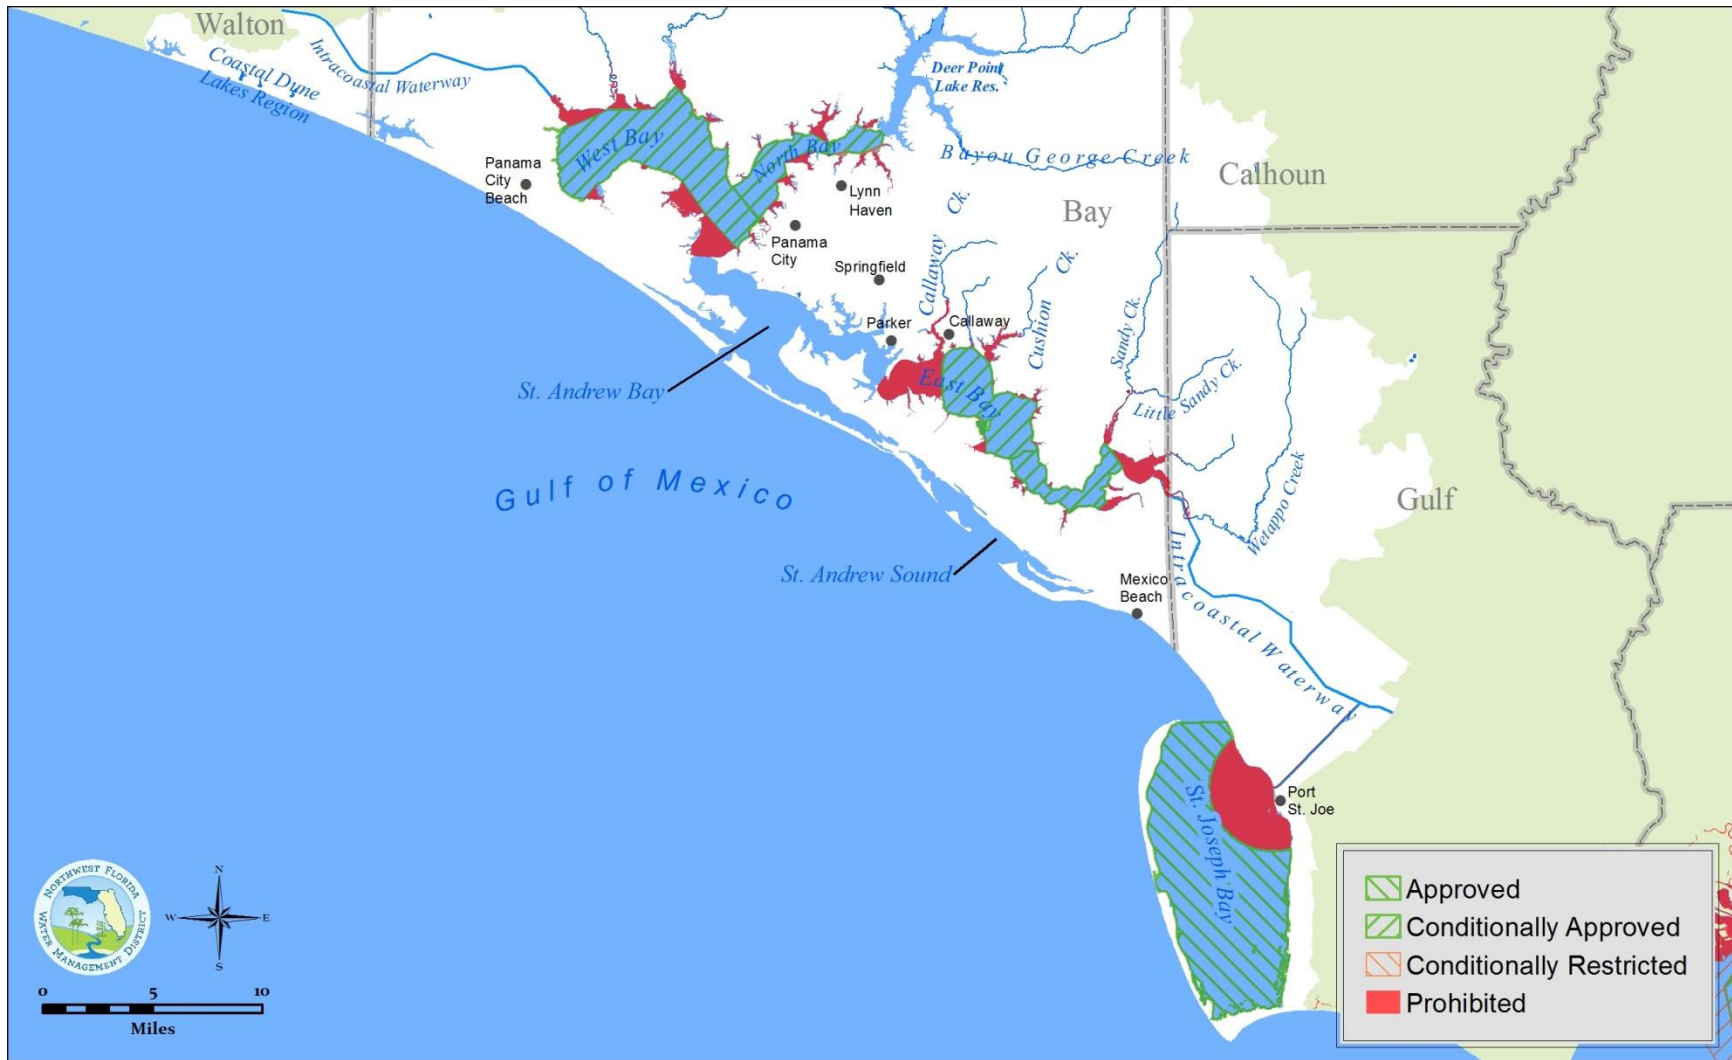 Walton
Coastal Dune
Lakes Region
Intracoastal Waterway
Deer Point
Lake Res.
West Bay
North Bay
Bayou George Creek
Panama
City
Beach
Lynn
Haven
Calhoun
Bay
Panama
City
Springfield
Callaway Ck.
Cushion Ck.
Sandy Ck.
Parker
Callaway
East Bay
Little Sandy Ck.
St. Andrew Bay
Wetappo Creek
Gulf
Gulf of Mexico
St. Andrew Sound
Mexico
Beach
Intracoastal Waterway
St. Joseph Bay
Port
St. Joe
NORTHWEST FLORIDA
WATER MANAGEMENT DISTRICT
N
W
E
S
0 5 10
Miles
Approved
Conditionally Approved
Conditionally Restricted
Prohibited